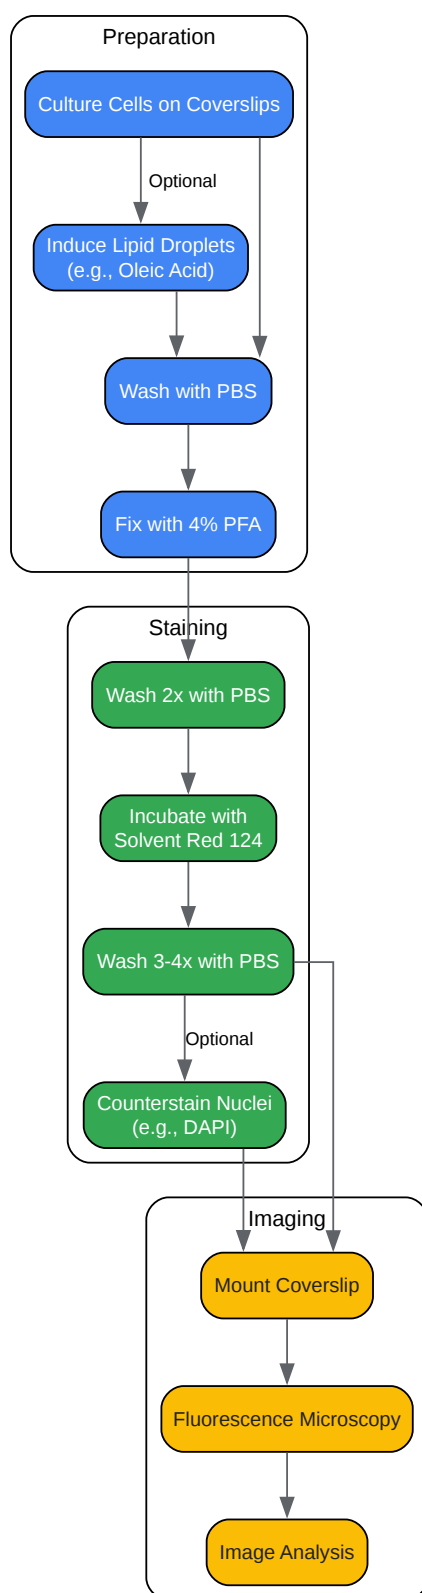 Preparation
Culture Cells on Coverslips
Optional
Induce Lipid Droplets
(e.g., Oleic Acid)
Wash with PBS
Fix with 4% PFA
Staining
Wash 2x with PBS
Incubate with
Solvent Red 124
Wash 3-4x with PBS
Optional
Counterstain Nuclei
(e.g., DAPI)
Imaging
Mount Coverslip
Fluorescence Microscopy
Image Analysis